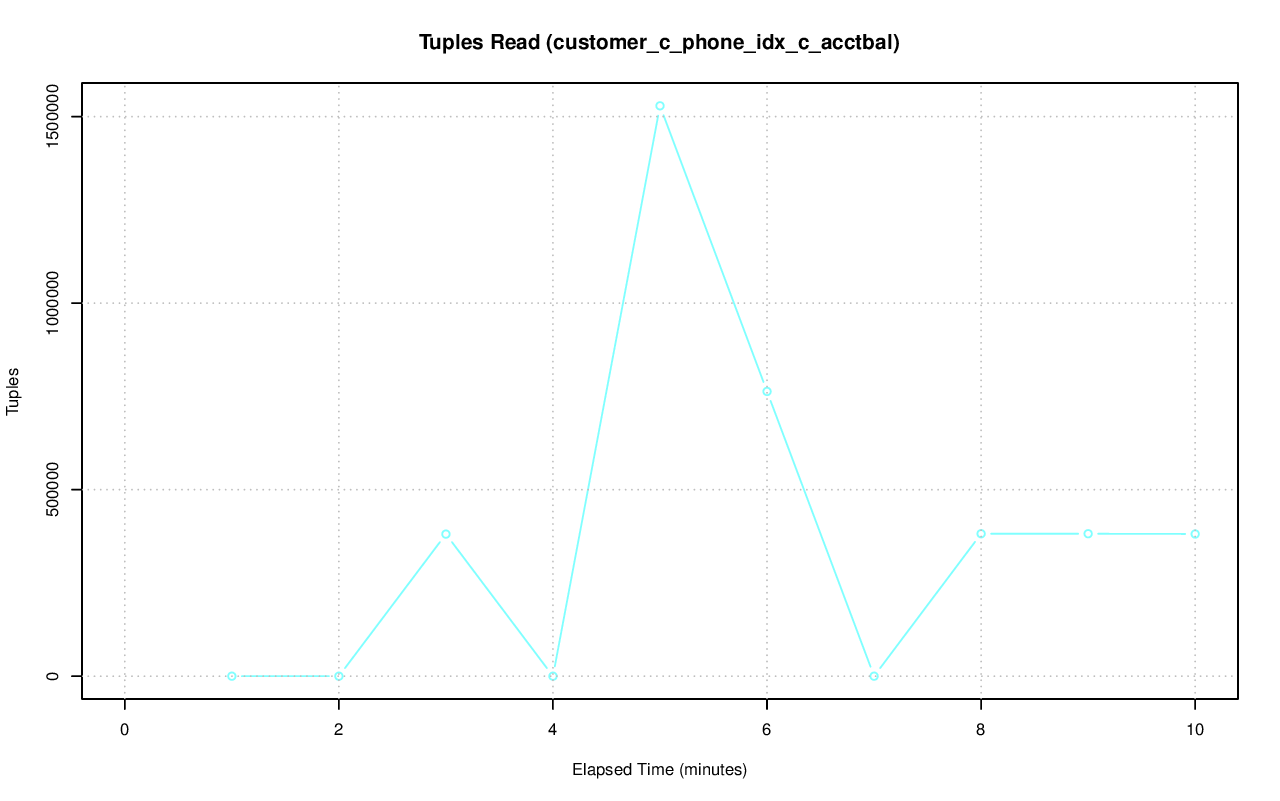 Tuples Read (customer_c_phone_idx_c_acctbal)
1500000
1000000
500000
0
Tuples
0 2 4 6 8 10
Elapsed Time (minutes)